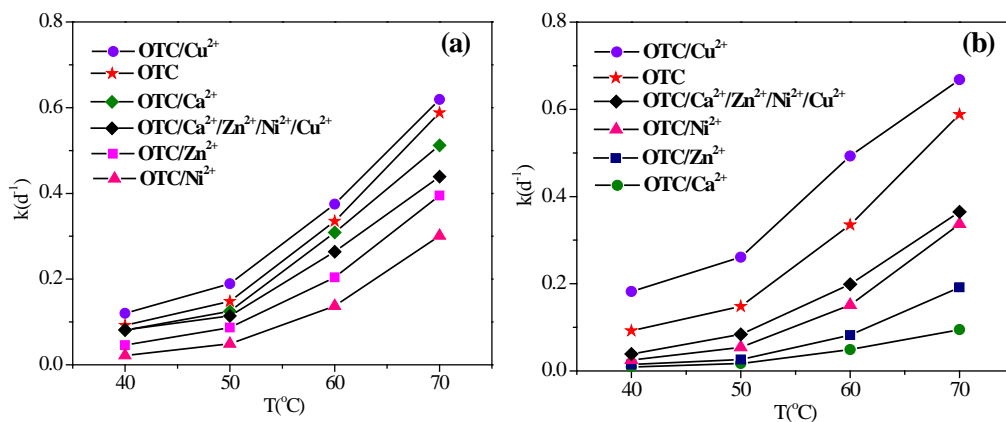 (a)
OTC/Cu²⁺
OTC
OTC/Ca²⁺
OTC/Ca²⁺/Zn²⁺/Ni²⁺/Cu²⁺
OTC/Zn²⁺
OTC/Ni²⁺
0.8
0.6
0.4
0.2
0.0
k(d⁻¹)
40 50 60 70
T(°C)
(b)
OTC/Cu²⁺
OTC
OTC/Ca²⁺/Zn²⁺/Ni²⁺/Cu²⁺
OTC/Ni²⁺
OTC/Zn²⁺
OTC/Ca²⁺
0.8
0.6
0.4
0.2
0.0
k(d⁻¹)
40 50 60 70
T(°C)